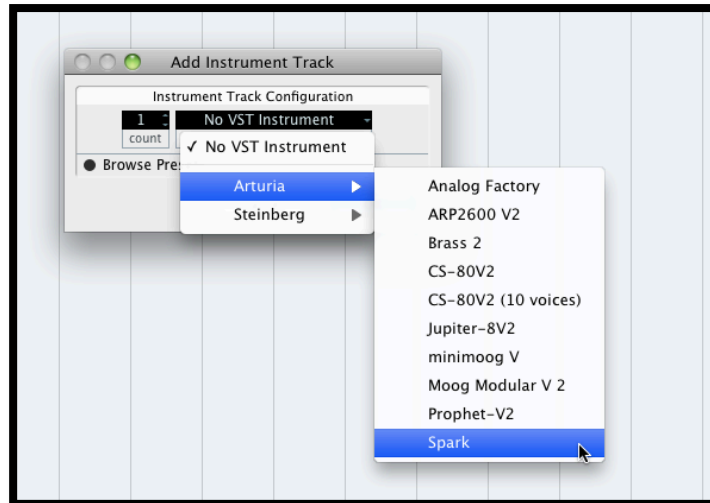 Add Instrument Track
Instrument Track Configuration
1 No VST Instrument
count
✓ No VST Instrument
Browse Pre
Arturia
Steinberg
Analog Factory
ARP2600 V2
Brass 2
CS-80V2
CS-80V2 (10 voices)
Jupiter-8V2
minimoog V
Moog Modular V 2
Prophet-V2
Spark